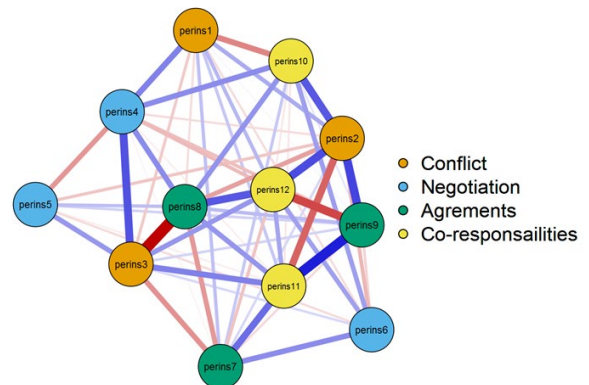 perins1
perins10
perins4
perins2
Conflict
Negotiation
Agrements
Co-responsailities
perins12
perins5
perins8
perins9
perins3
perins11
perins6
perins7